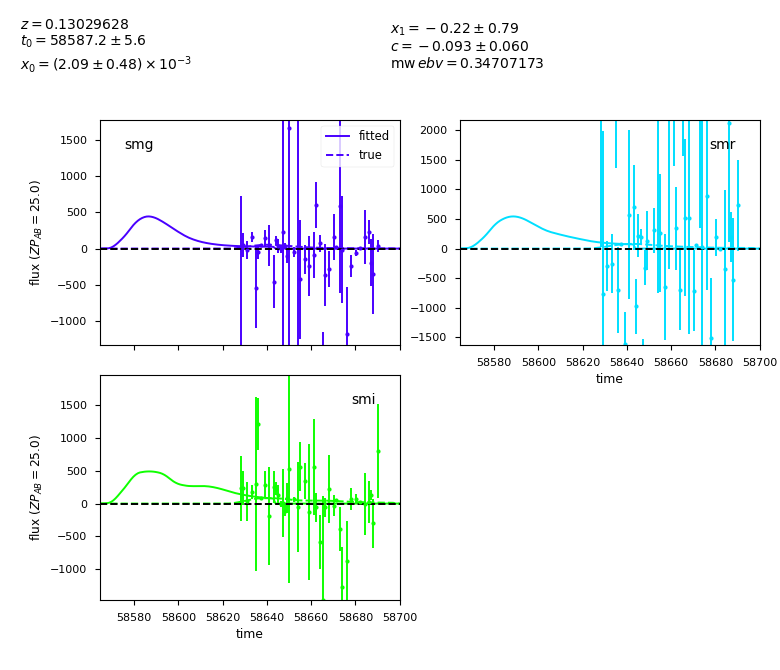 z = 0.13029628
t₀ = 58587.2 ± 5.6
x₀ = (2.09 ± 0.48) × 10⁻³
x₁ = −0.22 ± 0.79
c = −0.093 ± 0.060
mw ebv = 0.34707173
smg
fitted
true
1500
1000
500
0
−500
−1000
flux (ZP_AB = 25.0)
smr
2000
1500
1000
500
0
−500
−1000
−1500
58580 58600 58620 58640 58660 58680 58700
time
smi
1500
1000
500
0
−500
−1000
flux (ZP_AB = 25.0)
58580 58600 58620 58640 58660 58680 58700
time